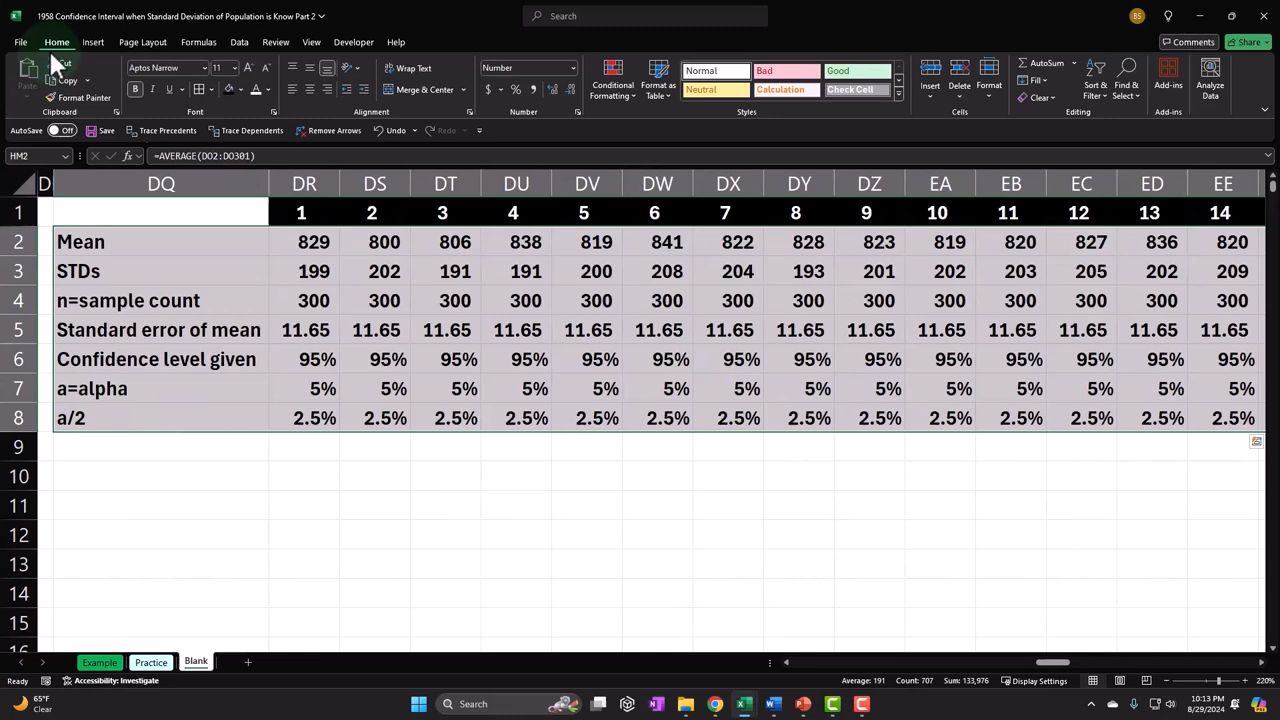 1958 Confidence Interval when Standard Deviation of Population is Know Part 2
Search
BS
File Home Insert Page Layout Formulas Data Review View Developer Help
Comments Share
Paste
Cut
Copy
Format Painter
Clipboard
Aptos Narrow 11
B I U
Font
Wrap Text
Merge & Center
Alignment
Number
$ % ,
Number
Conditional Formatting
Format as Table
Normal Bad Good
Neutral Calculation Check Cell
Styles
Insert Delete Format
Cells
AutoSum
Fill
Clear
Sort & Filter
Find & Select
Editing
Add-ins
Add-ins
Analyze Data
AutoSave Off Save Trace Precedents Trace Dependents Remove Arrows Undo Redo
HM2 fx =AVERAGE(DO2:DO301)
D DQ DR DS DT DU DV DW DX DY DZ EA EB EC ED EE
1 1 2 3 4 5 6 7 8 9 10 11 12 13 14
2 Mean 829 800 806 838 819 841 822 828 823 819 820 827 836 820
3 STDs 199 202 191 191 200 208 204 193 201 202 203 205 202 209
4 n=sample count 300 300 300 300 300 300 300 300 300 300 300 300 300 300
5 Standard error of mean 11.65 11.65 11.65 11.65 11.65 11.65 11.65 11.65 11.65 11.65 11.65 11.65 11.65 11.65
6 Confidence level given 95% 95% 95% 95% 95% 95% 95% 95% 95% 95% 95% 95% 95% 95%
7 a=alpha 5% 5% 5% 5% 5% 5% 5% 5% 5% 5% 5% 5% 5% 5%
8 a/2 2.5% 2.5% 2.5% 2.5% 2.5% 2.5% 2.5% 2.5% 2.5% 2.5% 2.5% 2.5% 2.5% 2.5%
9
10
11
12
13
14
15
16
Example Practice Blank
Ready Accessibility: Investigate Average: 191 Count: 707 Sum: 133,976 Display Settings 220%
65°F
Clear
Search
10:13 PM
8/29/2024